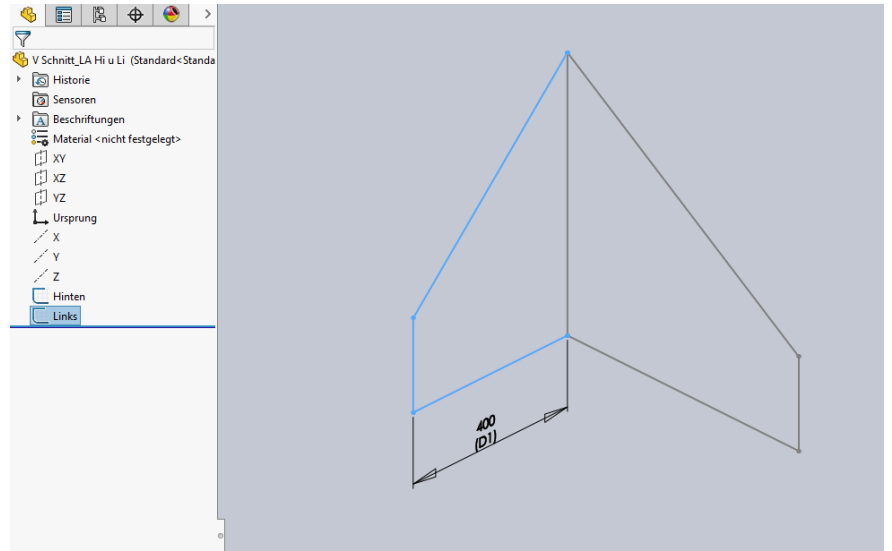 V Schnitt_LA Hi u Li (Standard<Standa
Historie
Sensoren
Beschriftungen
Material <nicht festgelegt>
XY
XZ
YZ
Ursprung
X
Y
Z
Hinten
Links
400
(D1)